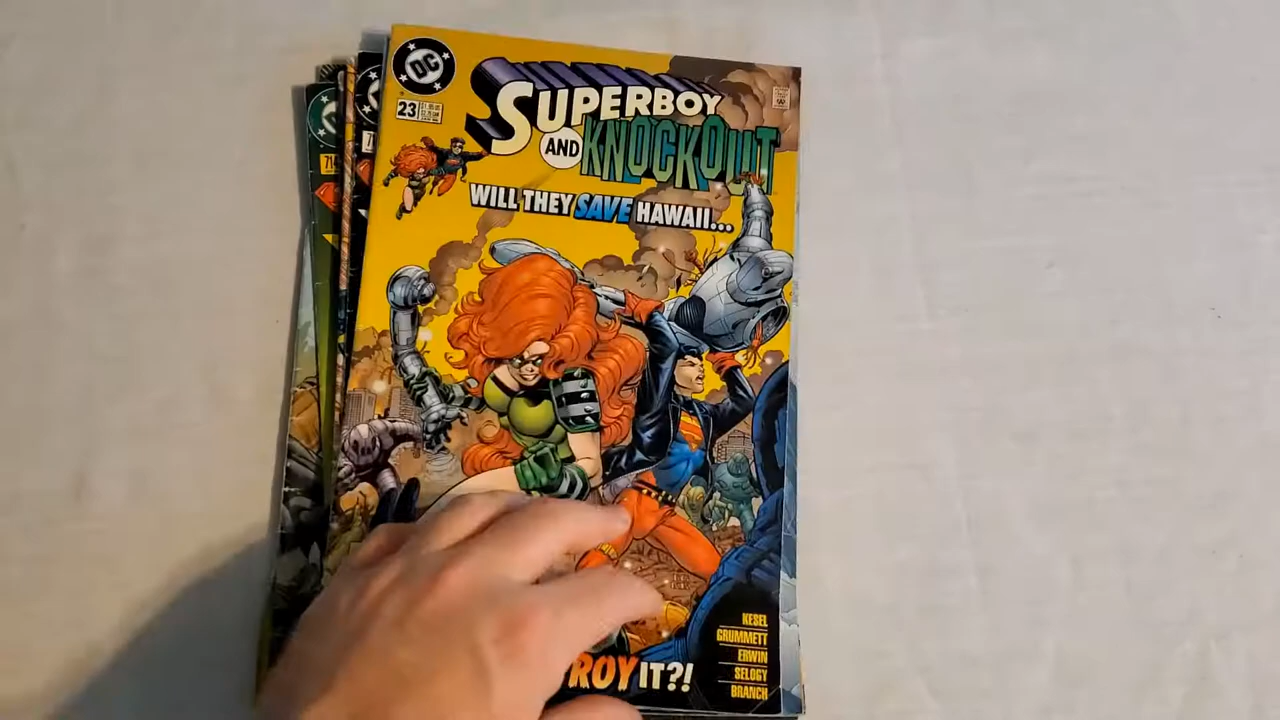 DC
23
SUPERBOY
AND KNOCKOUT
WILL THEY SAVE HAWAII...
ROY IT?!
KESEL
GRUMMETT
ERWIN
SELOGY
BRANCH